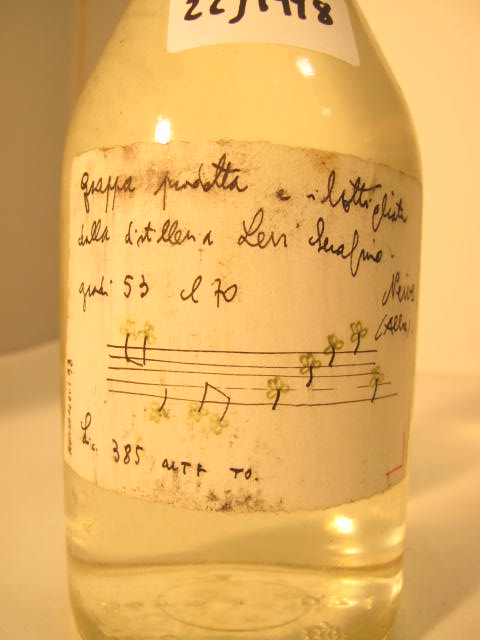 22/1998
grappa prodotta e imbottigliata
dalla distilleria Levi Serafino.
gradi 53 cl 70
Neive
(Alba).
Lic. 385 UTF TO.